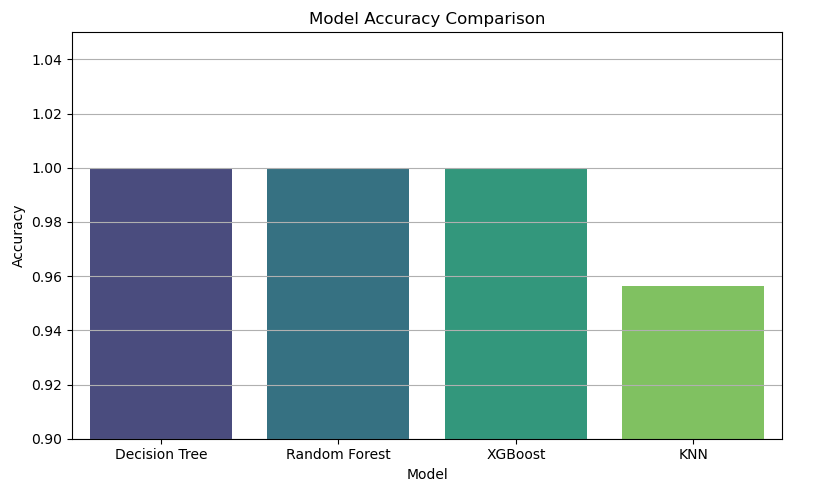 Model Accuracy Comparison
1.04
1.02
1.00
0.98
0.96
0.94
0.92
0.90
Accuracy
Decision Tree Random Forest XGBoost KNN
Model